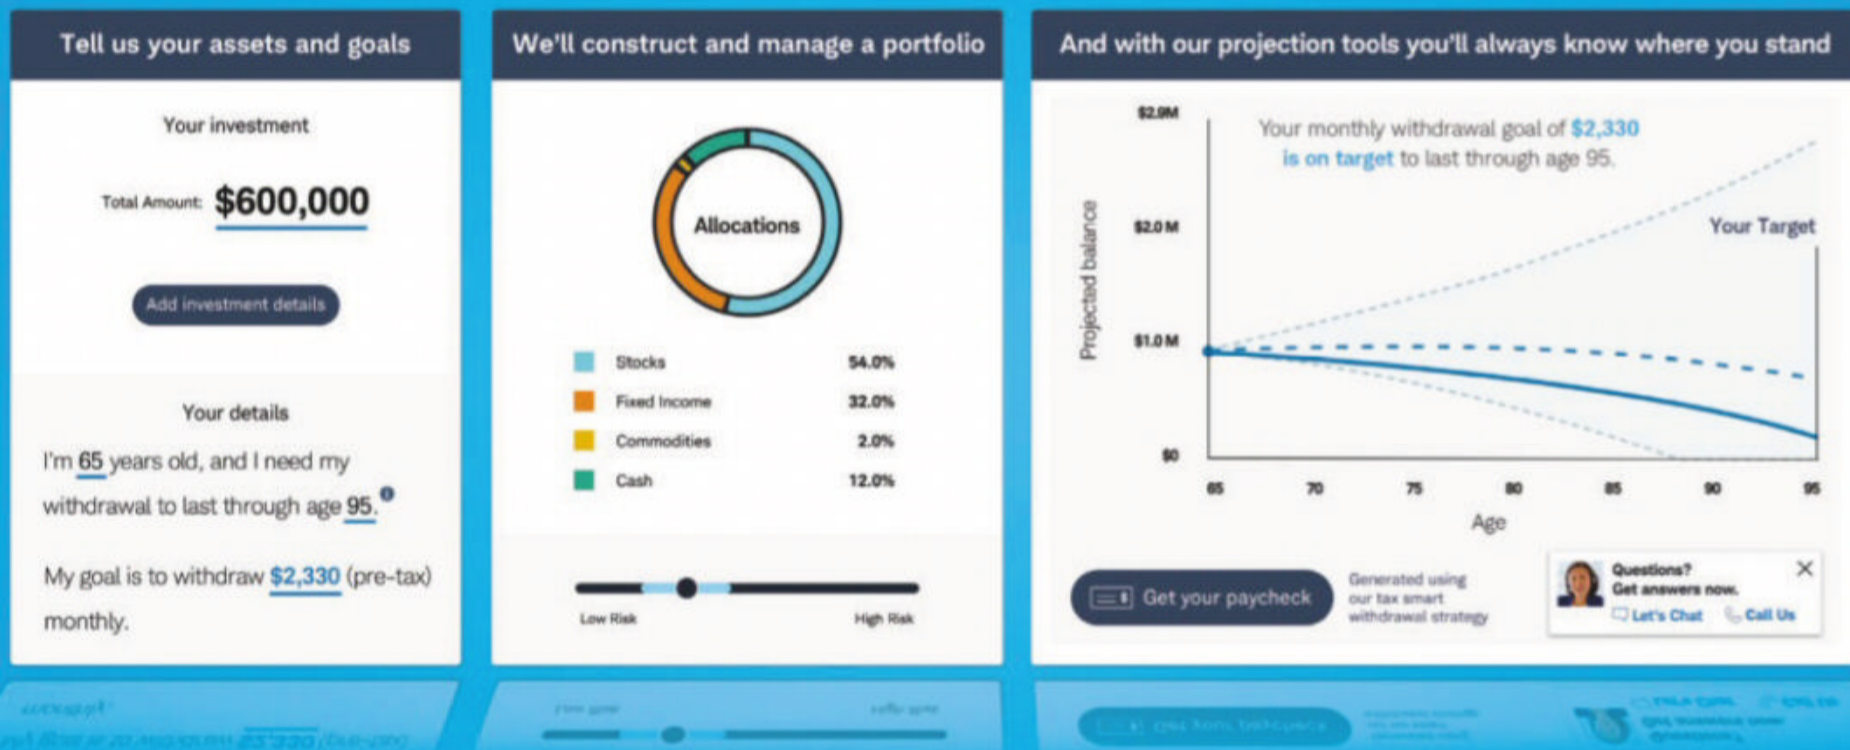 Tell us your assets and goals
Your investment
Total Amount: $600,000
Add investment details
Your details
I'm 65 years old, and I need my
withdrawal to last through age 95.
My goal is to withdraw $2,330 (pre-tax)
monthly.
We'll construct and manage a portfolio
Allocations
Stocks 54.0%
Fixed Income 32.0%
Commodities 2.0%
Cash 12.0%
Low Risk High Risk
And with our projection tools you'll always know where you stand
Your monthly withdrawal goal of $2,330
is on target to last through age 95.
Projected balance
$2.9M
$2.0 M
$1.0 M
$0
Your Target
65 70 75 80 85 90 95
Age
Get your paycheck
Generated using
our tax smart
withdrawal strategy
Questions?
Get answers now.
Let's Chat Call Us